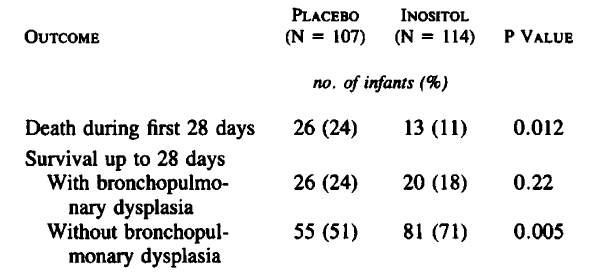 PLACEBO INOSITOL
OUTCOME (N = 107) (N = 114) P VALUE
no. of infants (%)
Death during first 28 days 26 (24) 13 (11) 0.012
Survival up to 28 days
With bronchopulmo- 26 (24) 20 (18) 0.22
nary dysplasia
Without bronchopul- 55 (51) 81 (71) 0.005
monary dysplasia